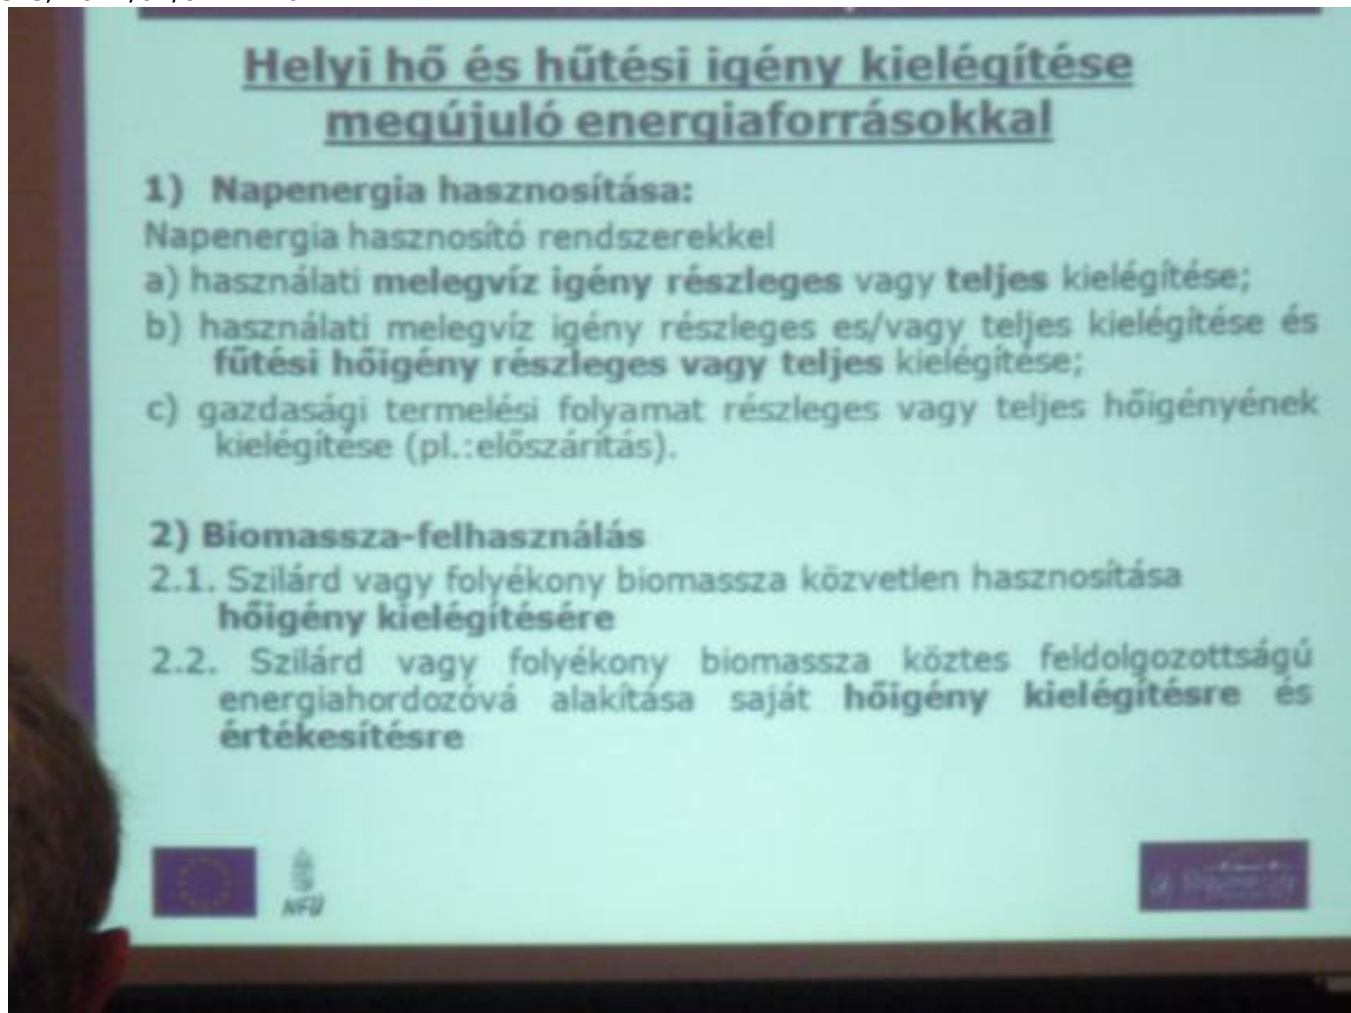 Helyi hő és hűtési igény kielégítése
megújuló energiaforrásokkal
1) Napenergia hasznosítása:
Napenergia hasznosító rendszerekkel
a) használati melegvíz igény részleges vagy teljes kielégítése;
b) használati melegvíz igény részleges es/vagy teljes kielégítése és
fűtési hőigény részleges vagy teljes kielégítése;
c) gazdasági termelési folyamat részleges vagy teljes hőigényének
kielégítése (pl.:előszárítás).
2) Biomassza-felhasználás
2.1. Szilárd vagy folyékony biomassza közvetlen hasznosítása
hőigény kielégítésére
2.2. Szilárd vagy folyékony biomassza köztes feldolgozottságú
energiahordozóvá alakítása saját hőigény kielégítésre és
értékesítésre
NFÜ